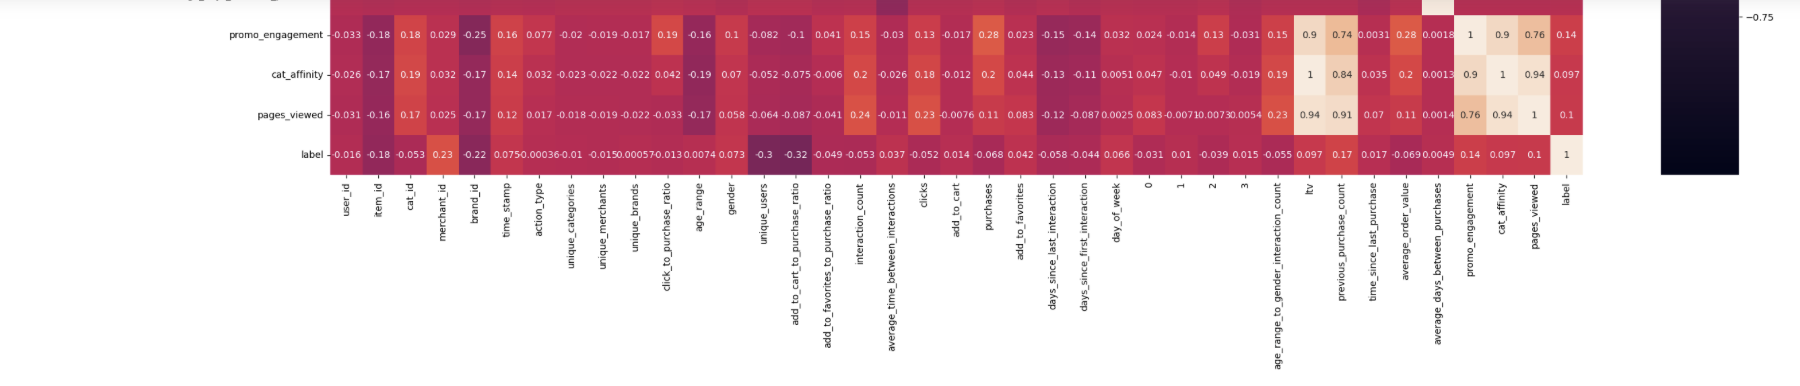 −0.75
promo_engagement -0.033 -0.18 0.18 0.029 -0.25 0.16 0.077 -0.02 -0.019 -0.017 0.19 -0.16 0.1 -0.082 -0.1 0.041 0.15 -0.03 0.13 -0.017 0.28 0.023 -0.15 -0.14 0.032 0.024 -0.014 0.13 -0.031 0.15 0.9 0.74 0.0031 0.28 0.0018 1 0.9 0.76 0.14
cat_affinity -0.026 -0.17 0.19 0.032 -0.17 0.14 0.032 -0.023 -0.022 -0.022 0.042 -0.19 0.07 -0.052 -0.075 -0.006 0.2 -0.026 0.18 -0.012 0.2 0.044 -0.13 -0.11 0.0051 0.047 -0.01 0.049 -0.019 0.19 1 0.84 0.035 0.2 0.0013 0.9 1 0.94 0.097
pages_viewed -0.031 -0.16 0.17 0.025 -0.17 0.12 0.017 -0.018 -0.019 -0.022 -0.033 -0.17 0.058 -0.064 -0.087 -0.041 0.24 -0.011 0.23 -0.0076 0.11 0.083 -0.12 -0.087 0.0025 0.083 -0.0071 0.0073 0.0054 0.23 0.94 0.91 0.07 0.11 0.0014 0.76 0.94 1 0.1
label -0.016 -0.18 -0.053 0.23 -0.22 0.075 -0.00036 -0.01 -0.015 0.00057 -0.013 0.0074 0.073 -0.3 -0.32 -0.049 -0.053 0.037 -0.052 0.014 -0.068 0.042 -0.058 -0.044 0.066 -0.031 0.01 -0.039 0.015 -0.055 0.097 0.17 0.017 -0.069 0.0049 0.14 0.097 0.1 1
user_id
item_id
cat_id
merchant_id
brand_id
time_stamp
action_type
unique_categories
unique_merchants
unique_brands
click_to_purchase_ratio
age_range
gender
unique_users
add_to_cart_to_purchase_ratio
add_to_favorites_to_purchase_ratio
interaction_count
average_time_between_interactions
clicks
add_to_cart
purchases
add_to_favorites
days_since_last_interaction
days_since_first_interaction
day_of_week
0
1
2
3
age_range_to_gender_interaction_count
ltv
previous_purchase_count
time_since_last_purchase
average_order_value
average_days_between_purchases
promo_engagement
cat_affinity
pages_viewed
label